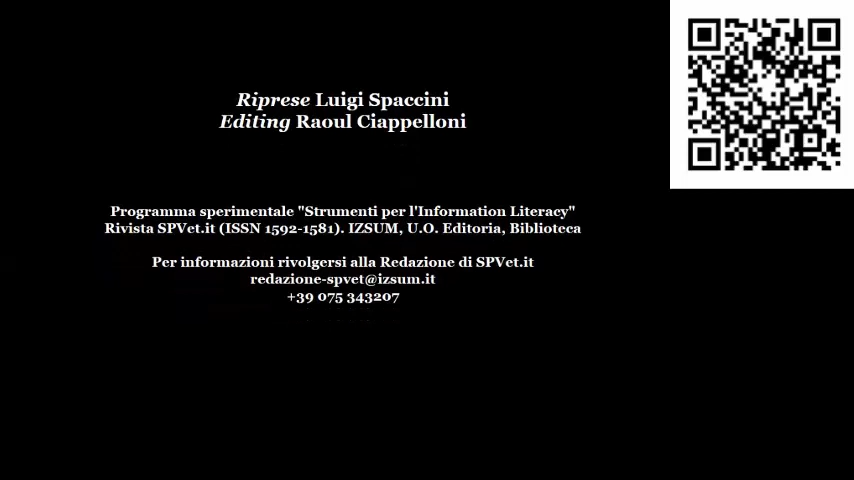 Riprese Luigi Spaccini
Editing Raoul Ciappelloni
Programma sperimentale "Strumenti per l'Information Literacy"
Rivista SPVet.it (ISSN 1592-1581). IZSUM, U.O. Editoria, Biblioteca
Per informazioni rivolgersi alla Redazione di SPVet.it
redazione-spvet@izsum.it
+39 075 343207